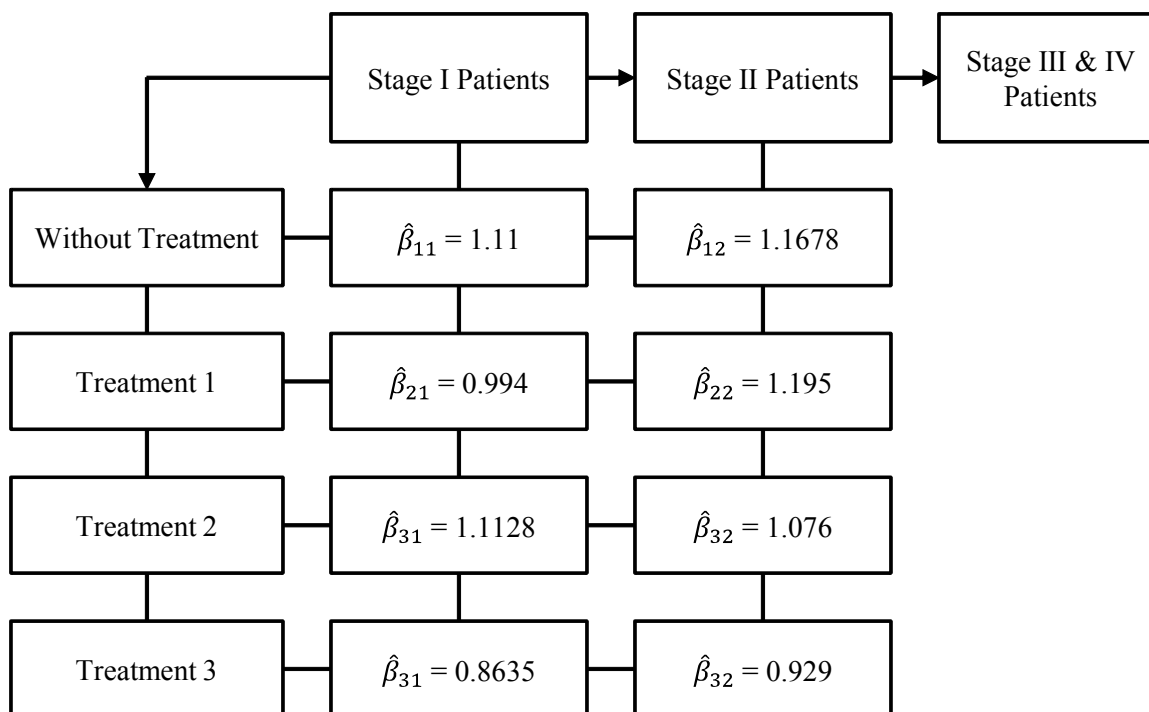 Stage I Patients
Stage II Patients
Stage III & IV
Patients
Without Treatment
β̂₁₁ = 1.11
β̂₁₂ = 1.1678
Treatment 1
β̂₂₁ = 0.994
β̂₂₂ = 1.195
Treatment 2
β̂₃₁ = 1.1128
β̂₃₂ = 1.076
Treatment 3
β̂₃₁ = 0.8635
β̂₃₂ = 0.929